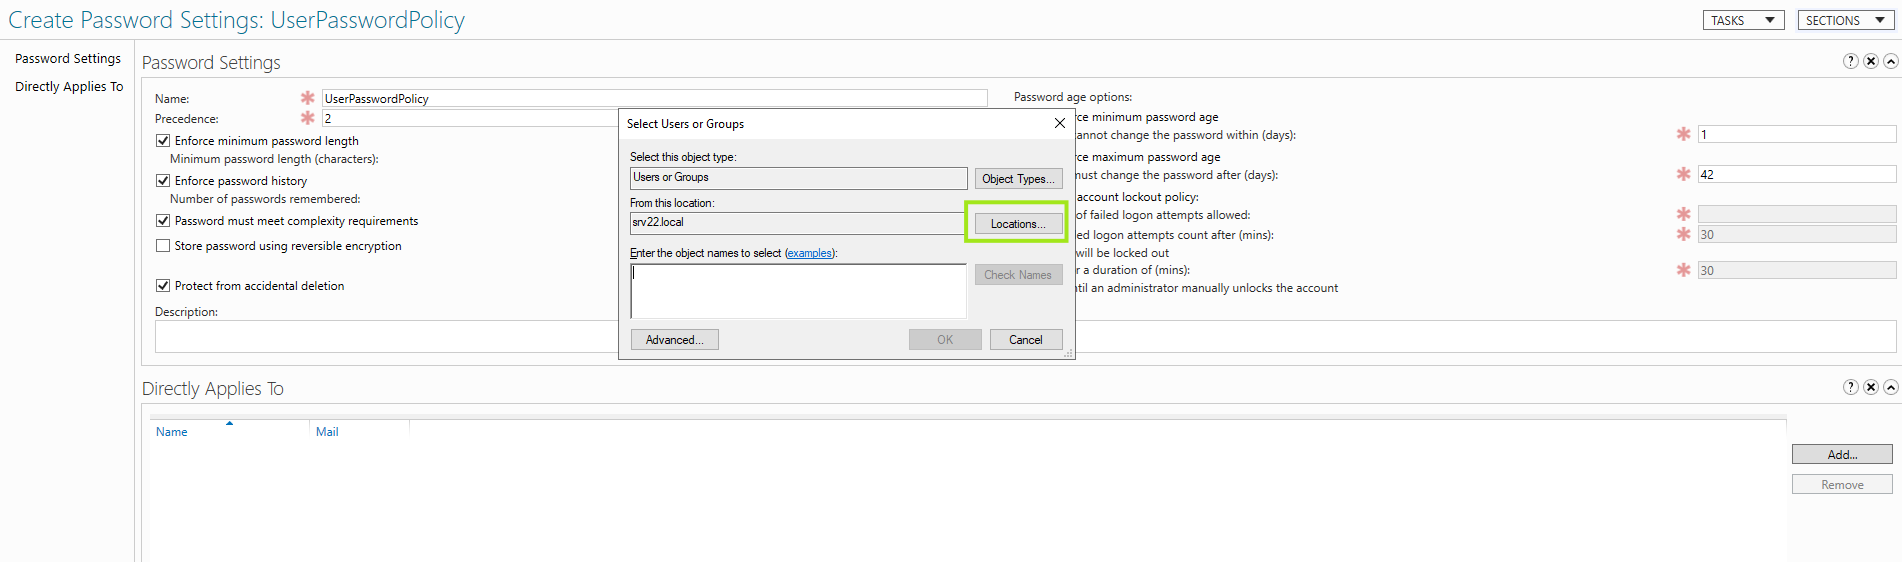 Create Password Settings: UserPasswordPolicy
TASKS
SECTIONS
Password Settings
Directly Applies To
Password Settings
Name:
UserPasswordPolicy
Precedence:
2
Enforce minimum password length
Minimum password length (characters):
Enforce password history
Number of passwords remembered:
Password must meet complexity requirements
Store password using reversible encryption
Protect from accidental deletion
Description:
Select Users or Groups
Select this object type:
Users or Groups
Object Types...
From this location:
srv22.local
Locations...
Enter the object names to select (examples):
Check Names
Advanced...
OK
Cancel
Password age options:
rce minimum password age
annot change the password within (days):
1
rce maximum password age
must change the password after (days):
42
account lockout policy:
of failed logon attempts allowed:
led logon attempts count after (mins):
30
will be locked out
r a duration of (mins):
30
ntil an administrator manually unlocks the account
Directly Applies To
Name
Mail
Add...
Remove